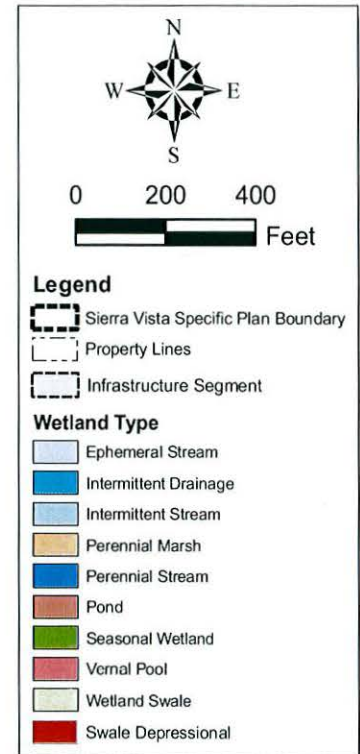 N
W E
S
0 200 400
Feet
Legend
Sierra Vista Specific Plan Boundary
Property Lines
Infrastructure Segment
Wetland Type
Ephemeral Stream
Intermittent Drainage
Intermittent Stream
Perennial Marsh
Perennial Stream
Pond
Seasonal Wetland
Vernal Pool
Wetland Swale
Swale Depressional